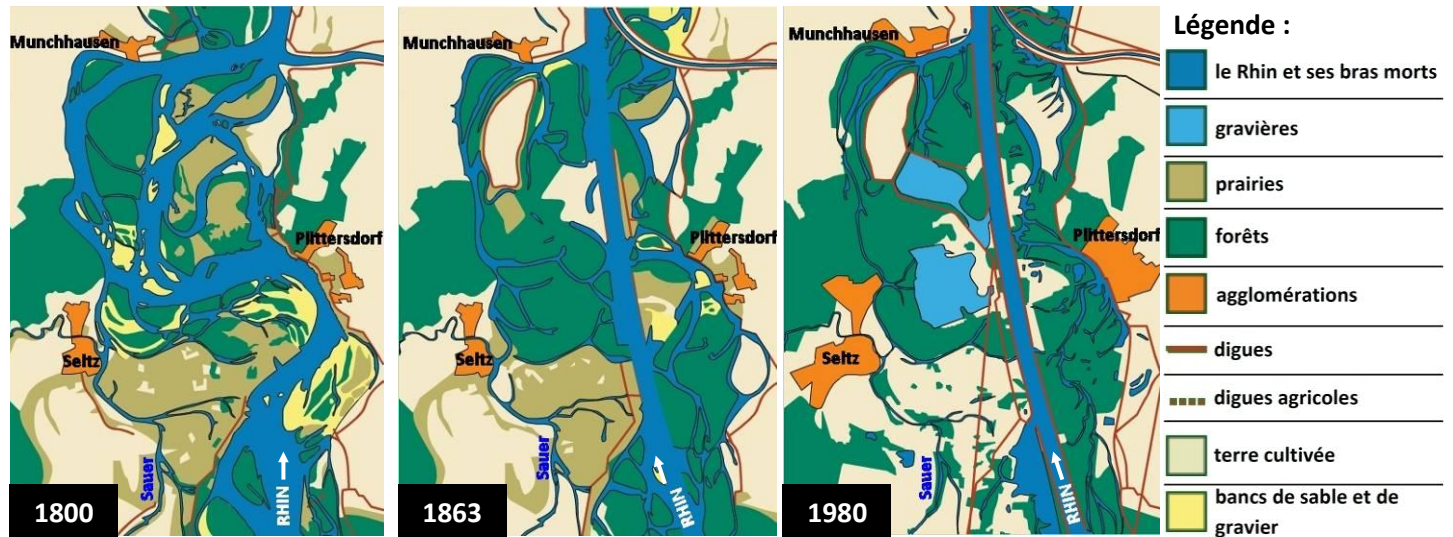 Munchhausen
Plittersdorf
Seltz
Sauer
RHIN
1800
Munchhausen
Plittersdorf
Seltz
Sauer
RHIN
1863
Munchhausen
Plittersdorf
Seltz
Sauer
RHIN
1980
Légende :
le Rhin et ses bras morts
gravières
prairies
forêts
agglomérations
digues
digues agricoles
terre cultivée
bancs de sable et de
gravier